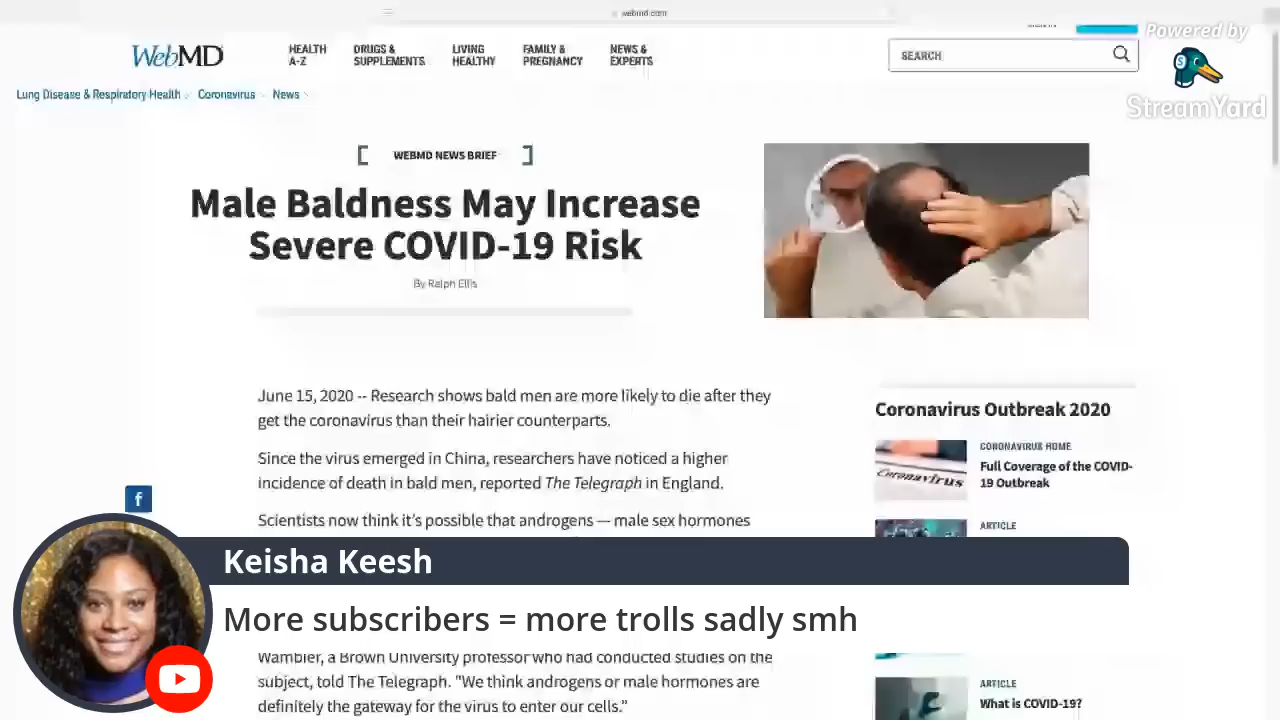 webmd.com
WebMD
HEALTH
A-Z
DRUGS &
SUPPLEMENTS
LIVING
HEALTHY
FAMILY &
PREGNANCY
NEWS &
EXPERTS
SEARCH
Powered by
StreamYard
Lung Disease & Respiratory Health
Coronavirus
News
WEBMD NEWS BRIEF
Male Baldness May Increase
Severe COVID-19 Risk
By Ralph Ellis
June 15, 2020 -- Research shows bald men are more likely to die after they
get the coronavirus than their hairier counterparts.
Since the virus emerged in China, researchers have noticed a higher
incidence of death in bald men, reported The Telegraph in England.
Scientists now think it's possible that androgens — male sex hormones
Coronavirus Outbreak 2020
Coronavirus
CORONAVIRUS HOME
Full Coverage of the COVID-
19 Outbreak
ARTICLE
f
Keisha Keesh
More subscribers = more trolls sadly smh
Wambier, a Brown University professor who had conducted studies on the
subject, told The Telegraph. "We think androgens or male hormones are
definitely the gateway for the virus to enter our cells."
ARTICLE
What is COVID-19?